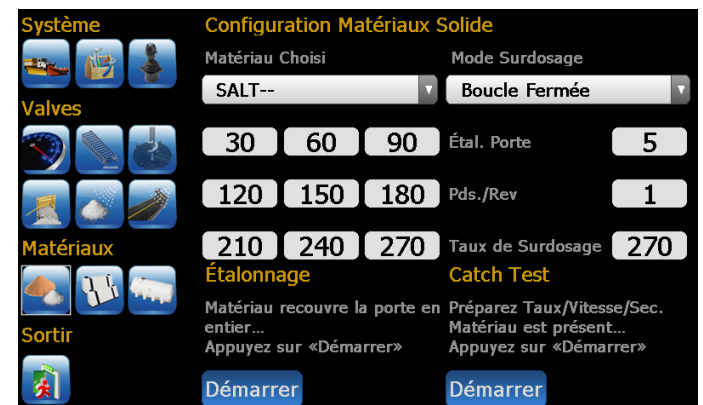 Système
Configuration Matériaux Solide
Matériau Choisi
Mode Surdosage
SALT--
Boucle Fermée
Valves
30 60 90 Étal. Porte 5
120 150 180 Pds./Rev 1
Matériaux
210 240 270 Taux de Surdosage 270
Étalonnage
Catch Test
Matériau recouvre la porte en
entier...
Appuyez sur «Démarrer»
Préparez Taux/Vitesse/Sec.
Matériau est présent...
Appuyez sur «Démarrer»
Sortir
Démarrer
Démarrer